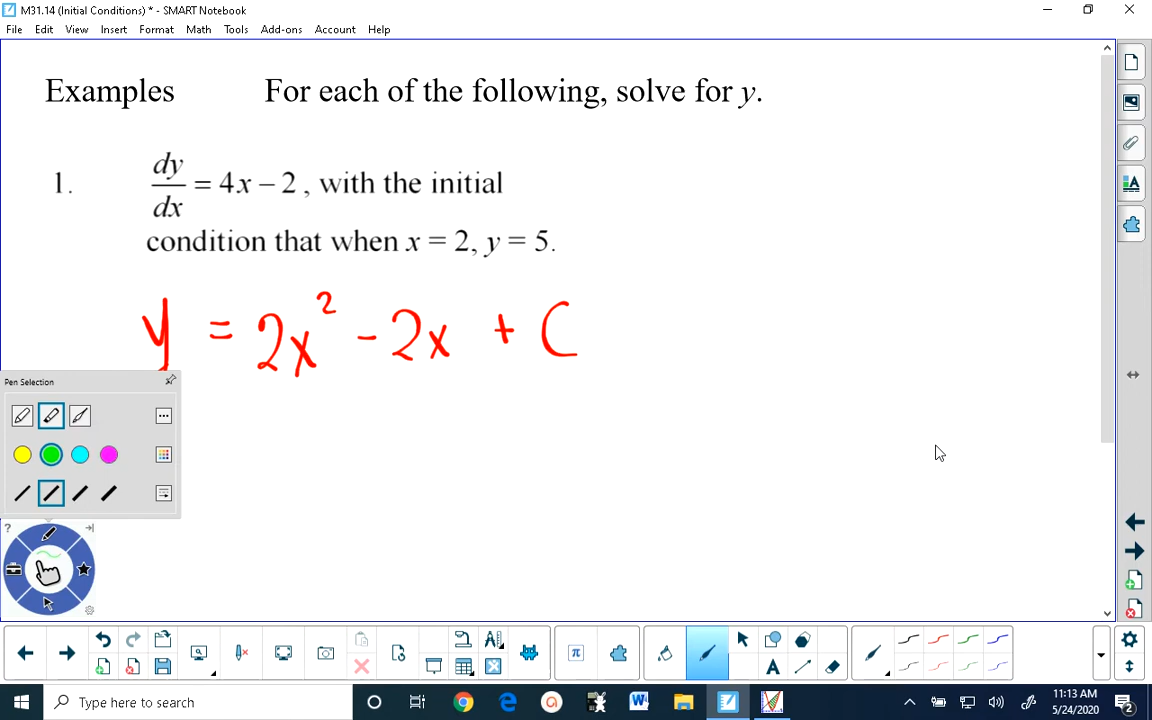 M31.14 (Initial Conditions) * - SMART Notebook
File Edit View Insert Format Math Tools Add-ons Account Help
Examples For each of the following, solve for y.
1. dy/dx = 4x − 2 , with the initial
condition that when x = 2, y = 5.
y = 2x² − 2x + C
Pen Selection
?
π
A
Type here to search
11:13 AM
5/24/2020
2